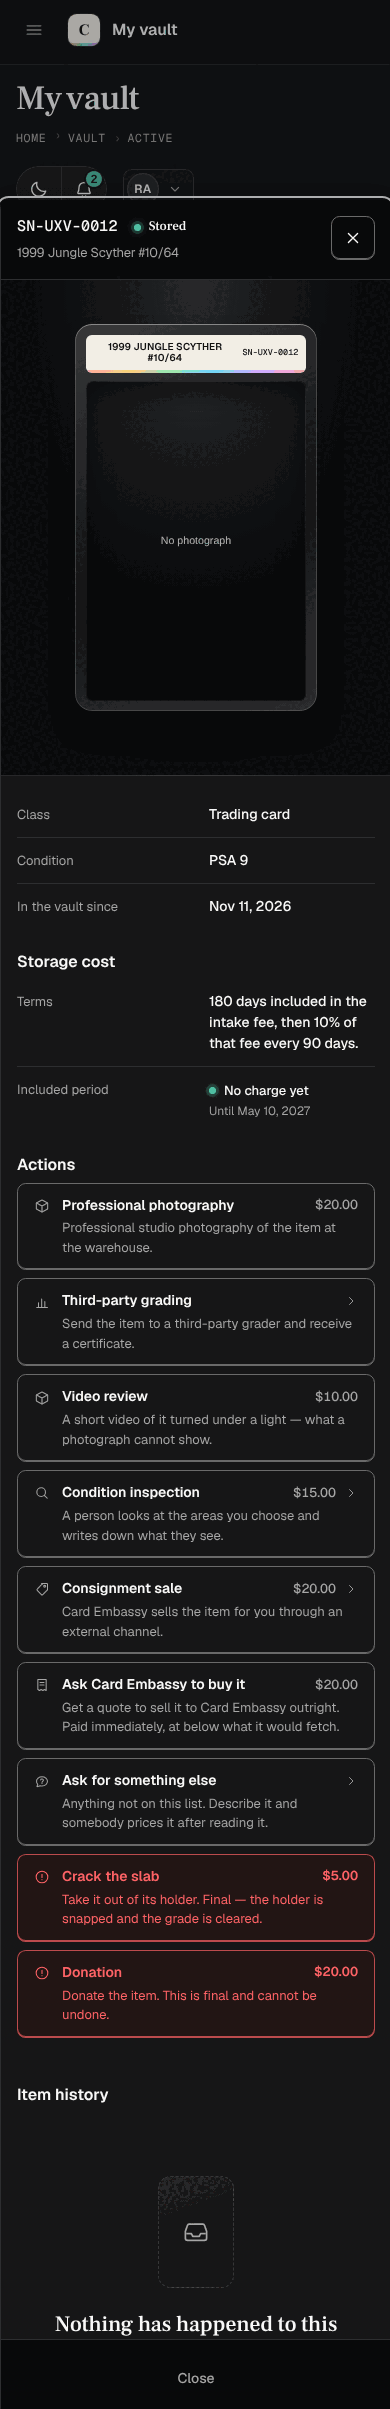 C My vault
My vault
HOME › VAULT › ACTIVE
2
RA
SN-UXV-0012 Stored
1999 Jungle Scyther #10/64
1999 JUNGLE SCYTHER
#10/64
SN-UXV-0012
No photograph
Class Trading card
Condition PSA 9
In the vault since Nov 11, 2026
Storage cost
Terms 180 days included in the
intake fee, then 10% of
that fee every 90 days.
Included period No charge yet
Until May 10, 2027
Actions
Professional photography $20.00
Professional studio photography of the item at
the warehouse.
Third-party grading
Send the item to a third-party grader and receive
a certificate.
Video review $10.00
A short video of it turned under a light — what a
photograph cannot show.
Condition inspection $15.00
A person looks at the areas you choose and
writes down what they see.
Consignment sale $20.00
Card Embassy sells the item for you through an
external channel.
Ask Card Embassy to buy it $20.00
Get a quote to sell it to Card Embassy outright.
Paid immediately, at below what it would fetch.
Ask for something else
Anything not on this list. Describe it and
somebody prices it after reading it.
Crack the slab $5.00
Take it out of its holder. Final — the holder is
snapped and the grade is cleared.
Donation $20.00
Donate the item. This is final and cannot be
undone.
Item history
Nothing has happened to this
Close